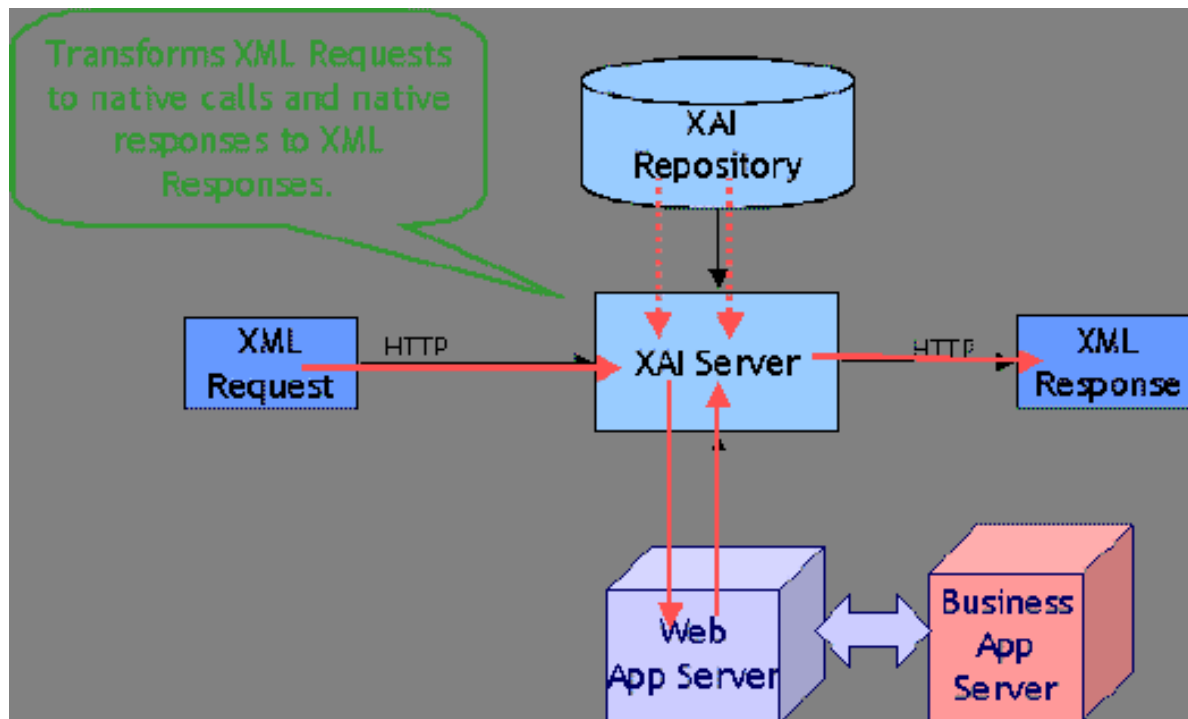 Transforms XML Requests
to native calls and native
responses to XML
Responses.
XAI
Repository
XML
Request
HTTP
XAI Server
HTTP
XML
Response
Web
App Server
Business
App
Server